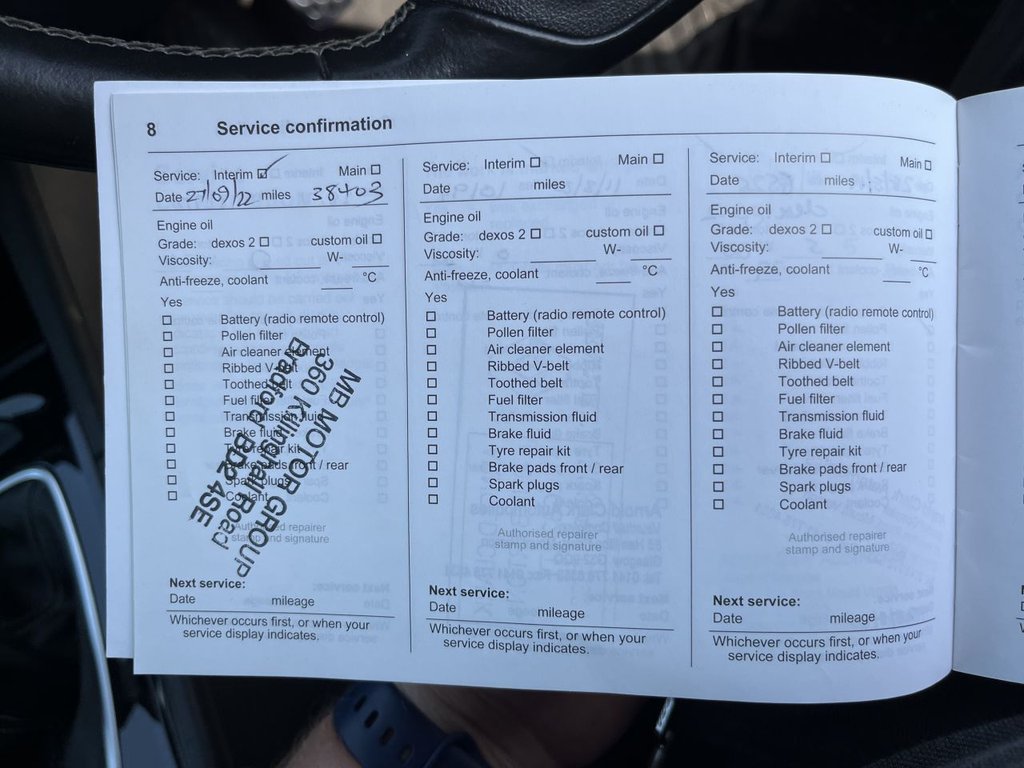 8 Service confirmation
Service: Interim ☑ Main ☐
Date 27/09/22 miles 38403
Engine oil
Grade: dexos 2 ☐ custom oil ☐
Viscosity: W-
Anti-freeze, coolant °C
Yes
☐ Battery (radio remote control) ☐
☐ Pollen filter ☐
☐ Air cleaner element ☐
☐ Ribbed V-belt ☐
☐ Toothed belt ☐
☐ Fuel filter ☐
☐ Transmission fluid ☐
☐ Brake fluid ☐
☐ Tyre repair kit ☐
☐ Brake pads front / rear ☐
☐ Spark plugs ☐
☐ Coolant ☐
MB MOTOR GROUP
360 Killinghall Road
Bradford BD2 4SE
Authorised repairer
stamp and signature
Next service:
Date mileage
Whichever occurs first, or when your
service display indicates.
Service: Interim ☐ Main ☐
Date miles
Engine oil
Grade: dexos 2 ☐ custom oil ☐
Viscosity: W-
Anti-freeze, coolant °C
Yes
☐ Battery (radio remote control) ☐
☐ Pollen filter ☐
☐ Air cleaner element ☐
☐ Ribbed V-belt ☐
☐ Toothed belt ☐
☐ Fuel filter ☐
☐ Transmission fluid ☐
☐ Brake fluid ☐
☐ Tyre repair kit ☐
☐ Brake pads front / rear ☐
☐ Spark plugs ☐
☐ Coolant ☐
Authorised repairer
stamp and signature
Next service:
Date mileage
Whichever occurs first, or when your
service display indicates.
Service: Interim ☐ Main ☐
Date miles
Engine oil
Grade: dexos 2 ☐ custom oil ☐
Viscosity: W-
Anti-freeze, coolant °C
Yes
☐ Battery (radio remote control) ☐
☐ Pollen filter ☐
☐ Air cleaner element ☐
☐ Ribbed V-belt ☐
☐ Toothed belt ☐
☐ Fuel filter ☐
☐ Transmission fluid ☐
☐ Brake fluid ☐
☐ Tyre repair kit ☐
☐ Brake pads front / rear ☐
☐ Spark plugs ☐
☐ Coolant ☐
Authorised repairer
stamp and signature
Next service:
Date mileage
Whichever occurs first, or when your
service display indicates.